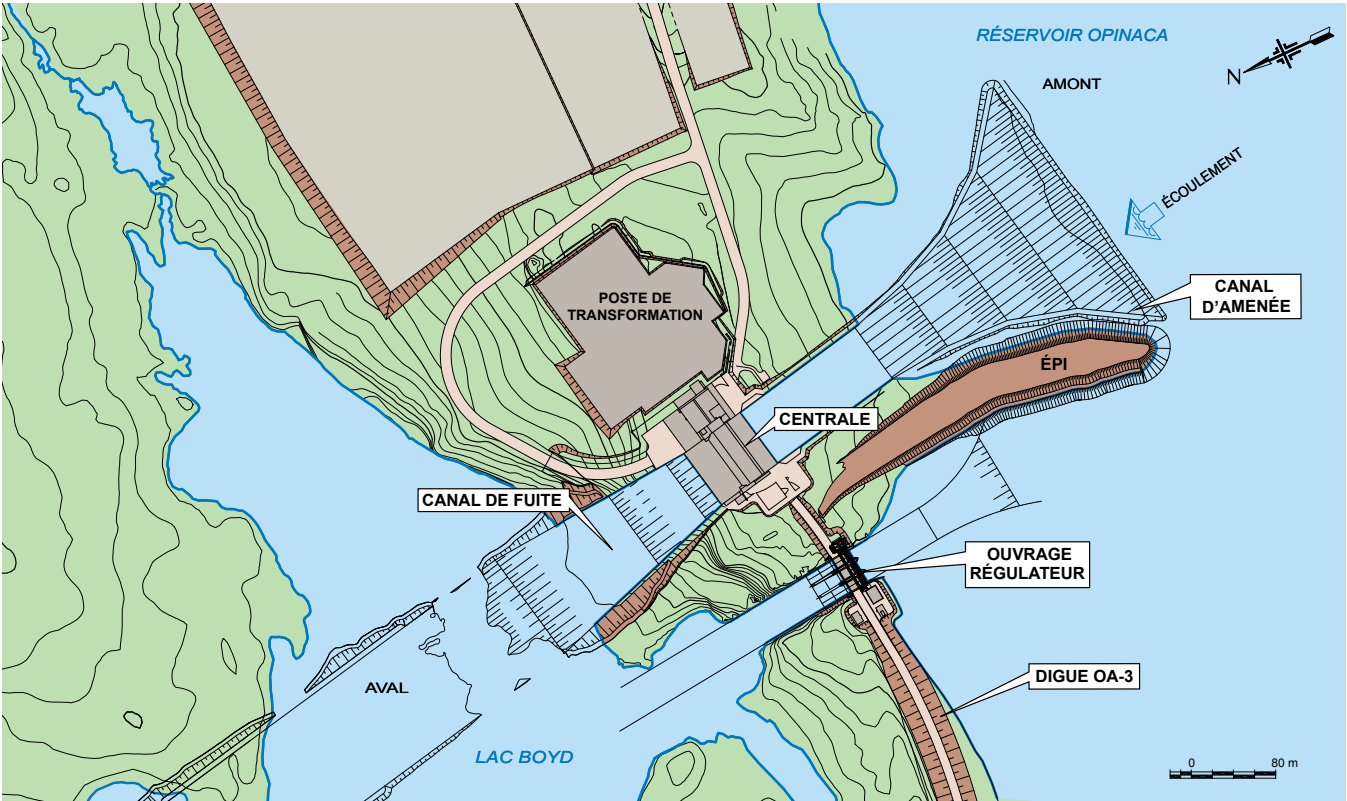 RÉSERVOIR OPINACA
N
AMONT
ÉCOULEMENT
CANAL
D'AMENÉE
POSTE DE
TRANSFORMATION
ÉPI
CENTRALE
CANAL DE FUITE
OUVRAGE
RÉGULATEUR
DIGUE OA-3
AVAL
LAC BOYD
0 80 m